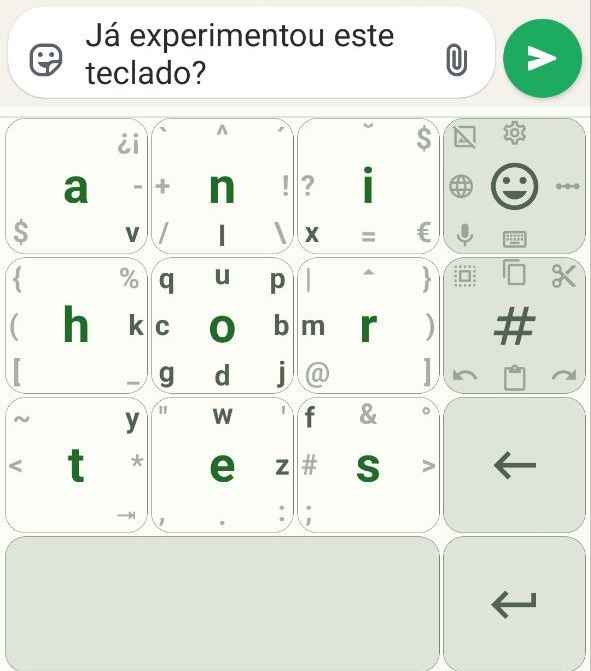 Já experimentou este
teclado?
¿¡ ` ^ ´ ˘ $
a - + n ! ? i
$ v / l \ x = €
{ % q u p | ^ }
( h k c o b m r )
[ _ g d j @ ]
~ y " w ' f & °
< t * e z # s >
⇥ , . : ;
#